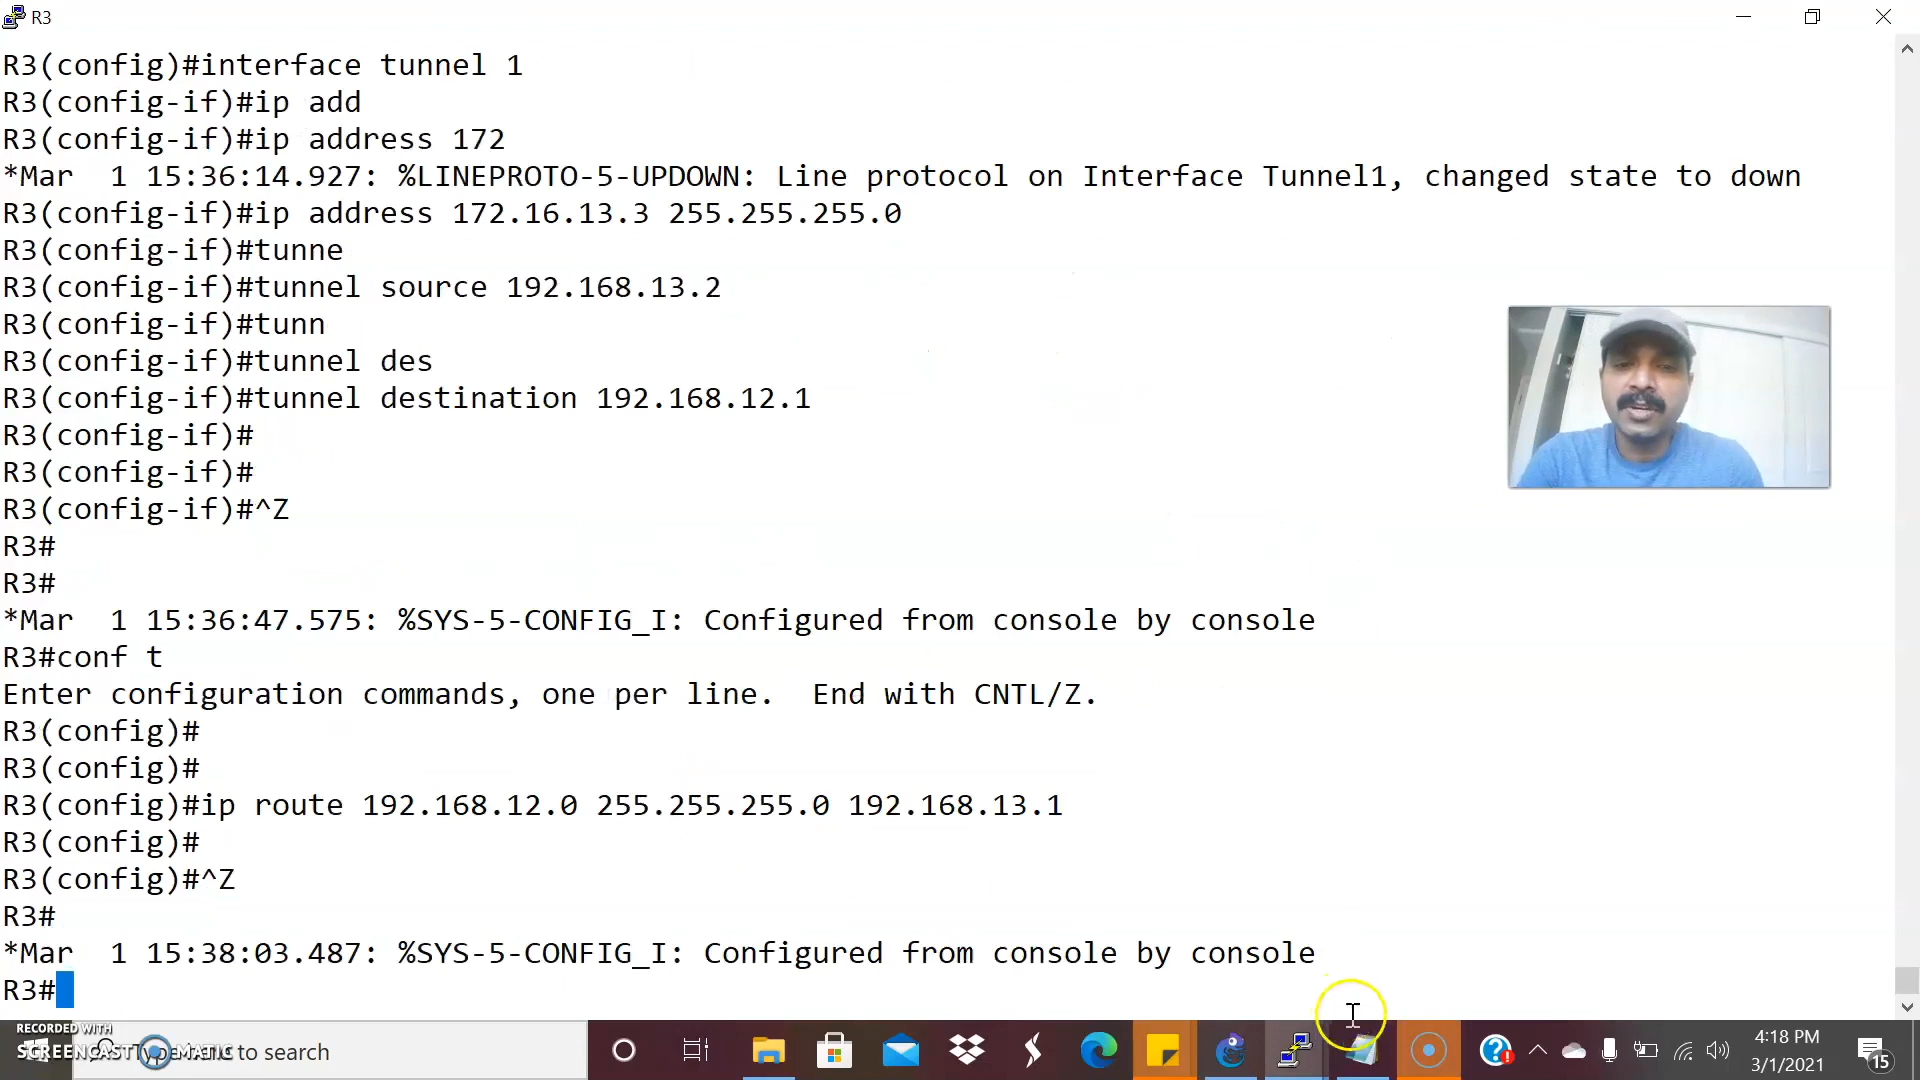 R3
R3(config)#interface tunnel 1
R3(config-if)#ip add
R3(config-if)#ip address 172
*Mar  1 15:36:14.927: %LINEPROTO-5-UPDOWN: Line protocol on Interface Tunnel1, changed state to down
R3(config-if)#ip address 172.16.13.3 255.255.255.0
R3(config-if)#tunne
R3(config-if)#tunnel source 192.168.13.2
R3(config-if)#tunn
R3(config-if)#tunnel des
R3(config-if)#tunnel destination 192.168.12.1
R3(config-if)#
R3(config-if)#
R3(config-if)#^Z
R3#
R3#
*Mar  1 15:36:47.575: %SYS-5-CONFIG_I: Configured from console by console
R3#conf t
Enter configuration commands, one per line.  End with CNTL/Z.
R3(config)#
R3(config)#
R3(config)#ip route 192.168.12.0 255.255.255.0 192.168.13.1
R3(config)#
R3(config)#^Z
R3#
*Mar  1 15:38:03.487: %SYS-5-CONFIG_I: Configured from console by console
R3#
RECORDED WITH
SCREENCAST MATIC
Type here to search
4:18 PM
3/1/2021
15